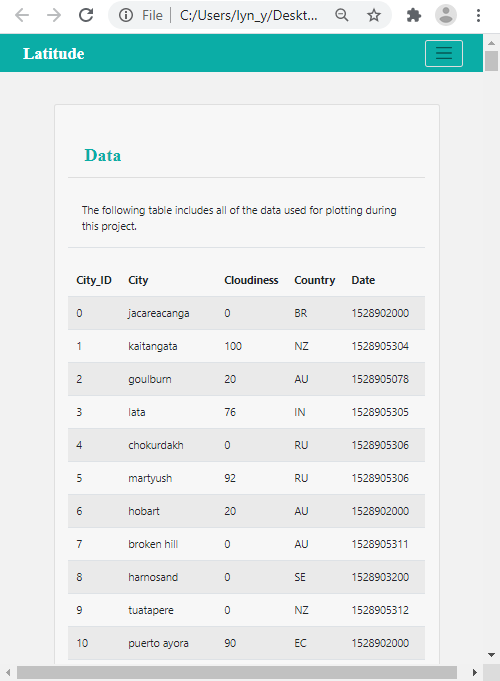 File | C:/Users/lyn_y/Deskt...
Latitude
Data
The following table includes all of the data used for plotting during
this project.
City_ID City Cloudiness Country Date
0 jacareacanga 0 BR 1528902000
1 kaitangata 100 NZ 1528905304
2 goulburn 20 AU 1528905078
3 lata 76 IN 1528905305
4 chokurdakh 0 RU 1528905306
5 martyush 92 RU 1528905306
6 hobart 20 AU 1528902000
7 broken hill 0 AU 1528905311
8 harnosand 0 SE 1528903200
9 tuatapere 0 NZ 1528905312
10 puerto ayora 90 EC 1528902000